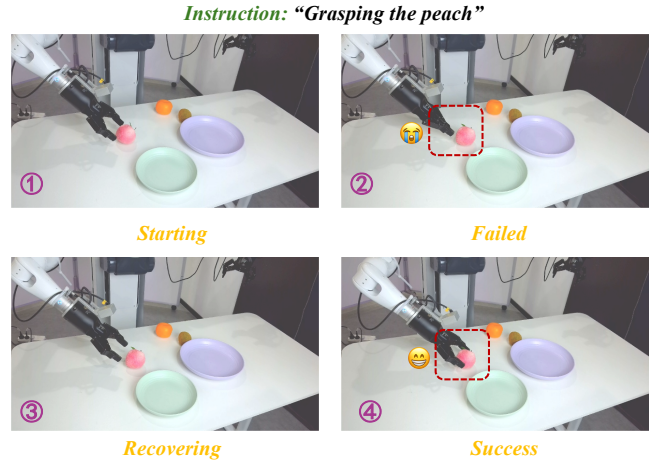 Instruction: “Grasping the peach”
①
②
Starting
Failed
③
④
Recovering
Success